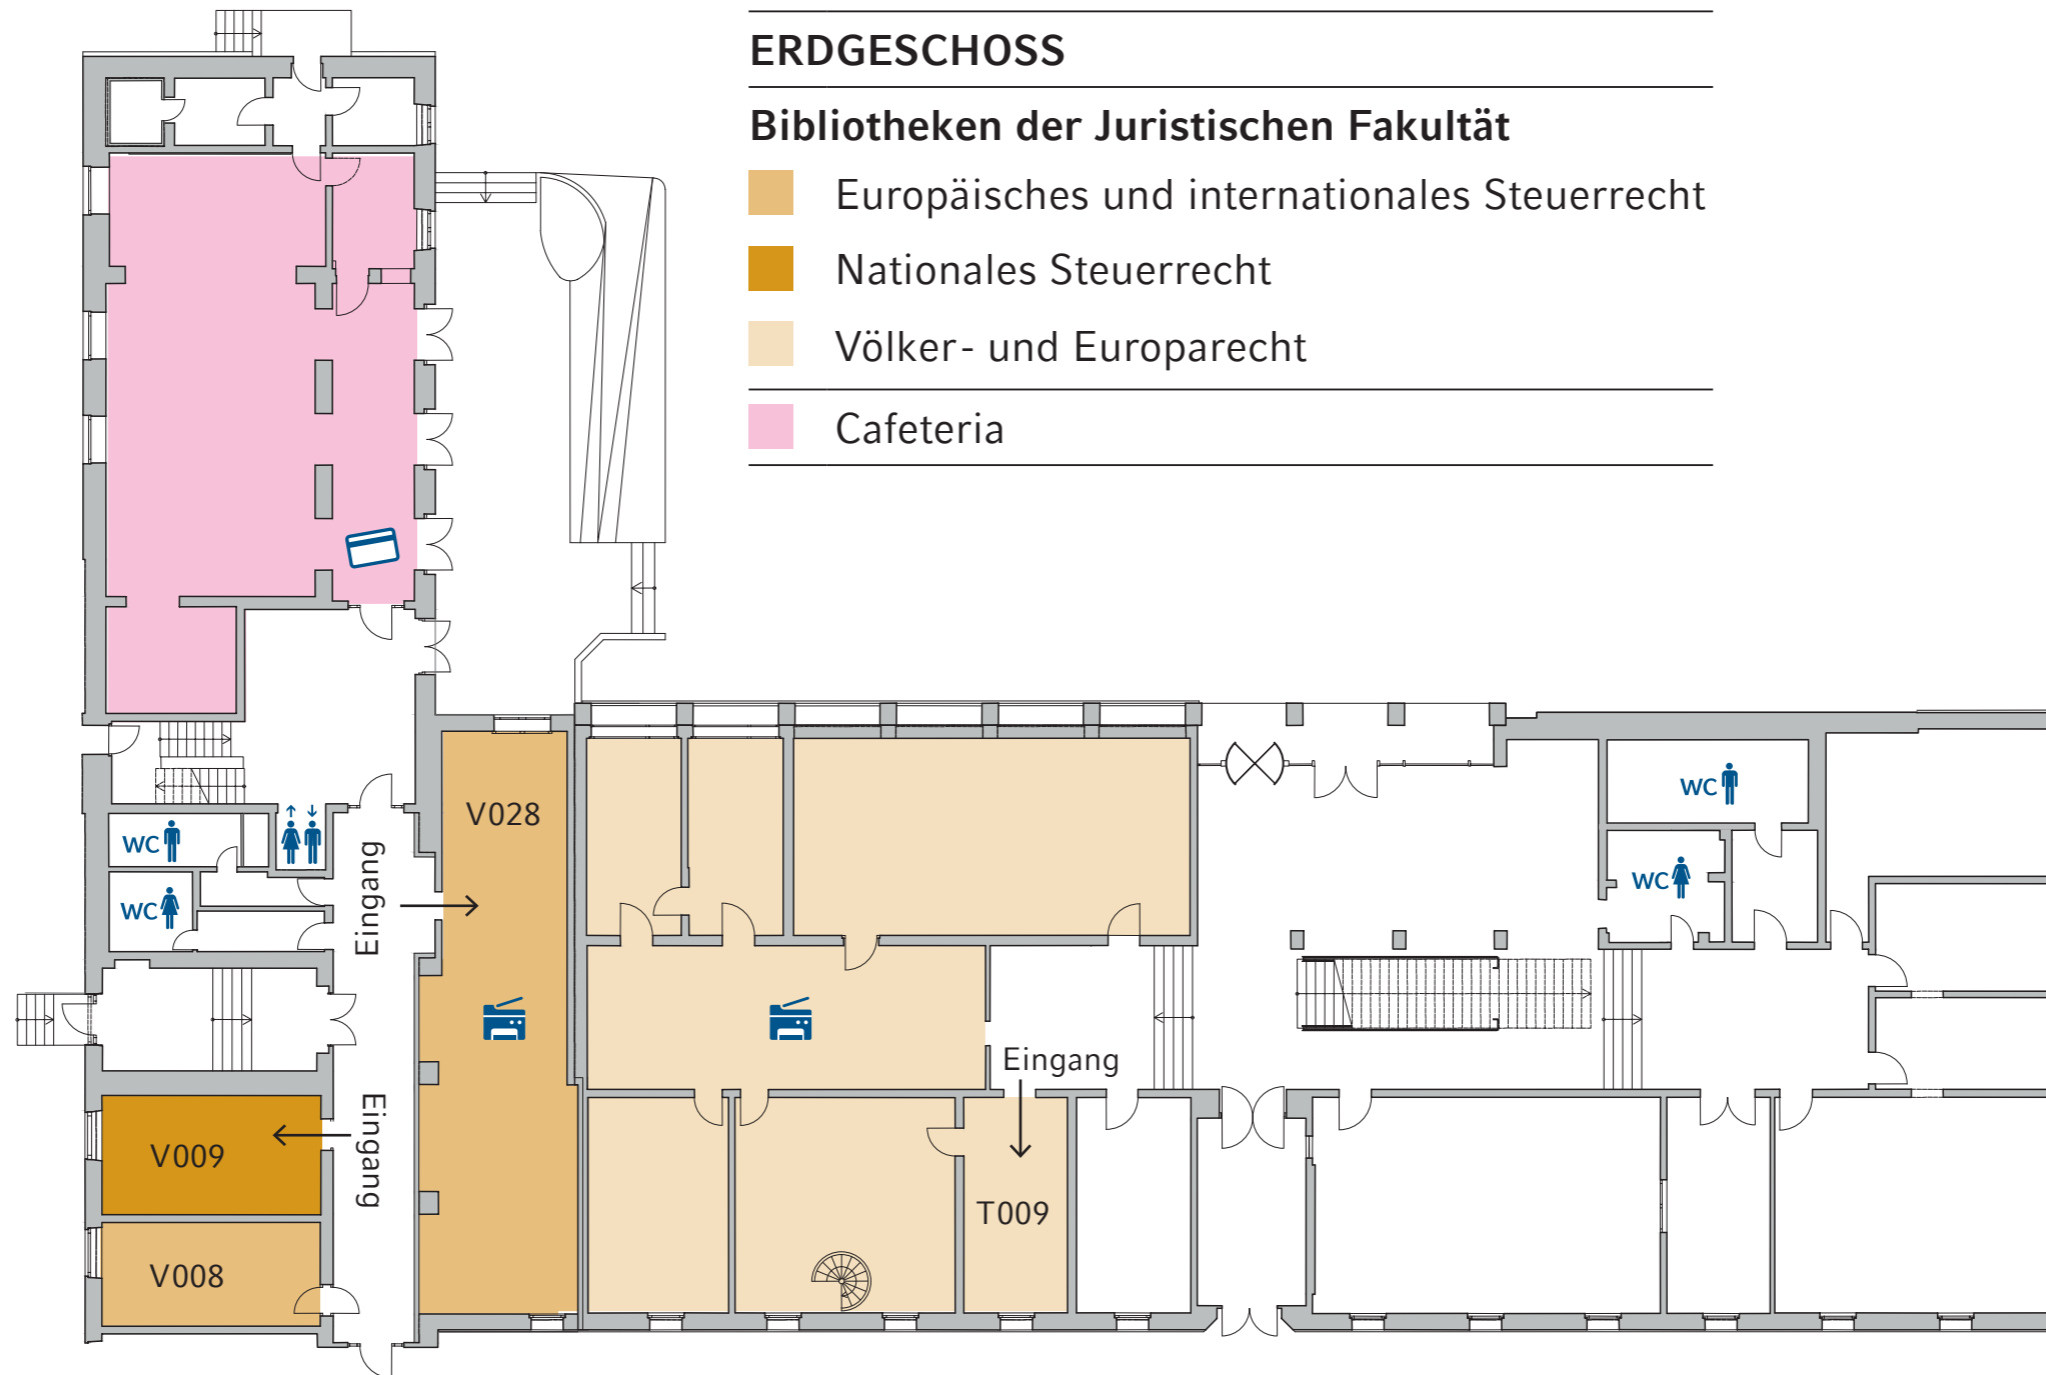 ERDGESCHOSS
Bibliotheken der Juristischen Fakultät
Europäisches und internationales Steuerrecht
Nationales Steuerrecht
Völker- und Europarecht
Cafeteria
V028
WC
WC
Eingang
WC
WC
Eingang
Eingang
V009
T009
V008